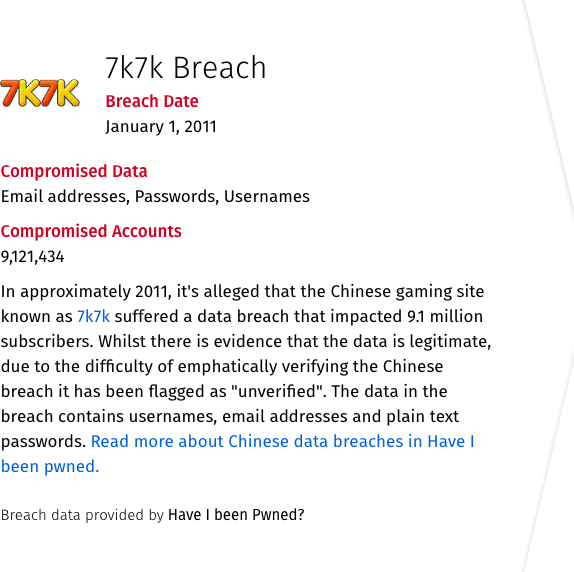 7k7k Breach
7K7K
Breach Date
January 1, 2011
Compromised Data
Email addresses, Passwords, Usernames
Compromised Accounts
9,121,434
In approximately 2011, it's alleged that the Chinese gaming site
known as 7k7k suffered a data breach that impacted 9.1 million
subscribers. Whilst there is evidence that the data is legitimate,
due to the difficulty of emphatically verifying the Chinese
breach it has been flagged as "unverified". The data in the
breach contains usernames, email addresses and plain text
passwords. Read more about Chinese data breaches in Have I
been pwned.
Breach data provided by Have I been Pwned?